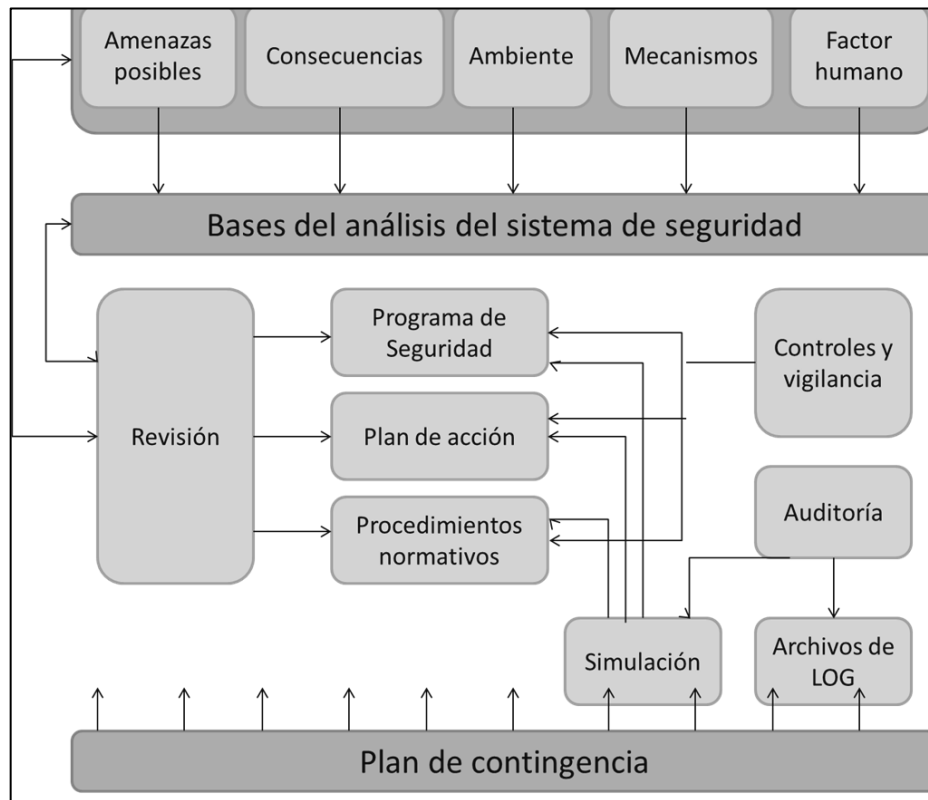 Amenazas
posibles
Consecuencias
Ambiente
Mecanismos
Factor
humano
Bases del análisis del sistema de seguridad
Programa de
Seguridad
Controles y
vigilancia
Revisión
Plan de acción
Auditoría
Procedimientos
normativos
Simulación
Archivos de
LOG
Plan de contingencia